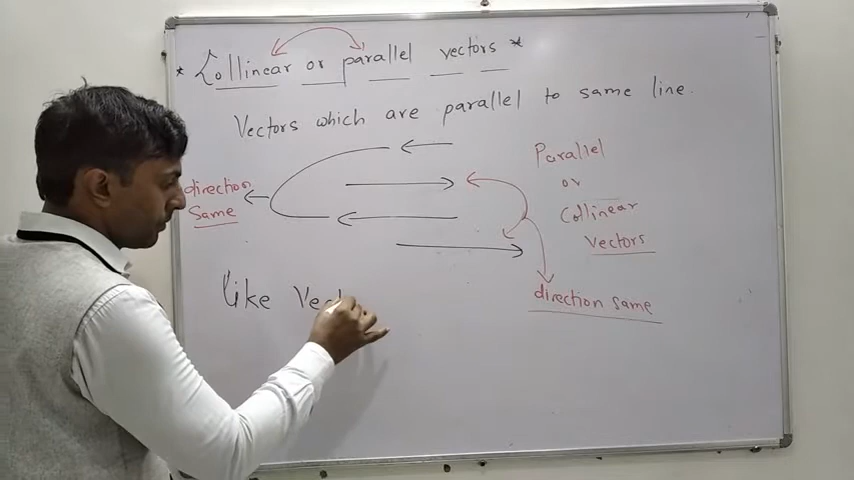 * Collinear or parallel vectors *
Vectors which are parallel to same line.
direction
same
Parallel
or
Collinear
vectors
direction same
like Vect